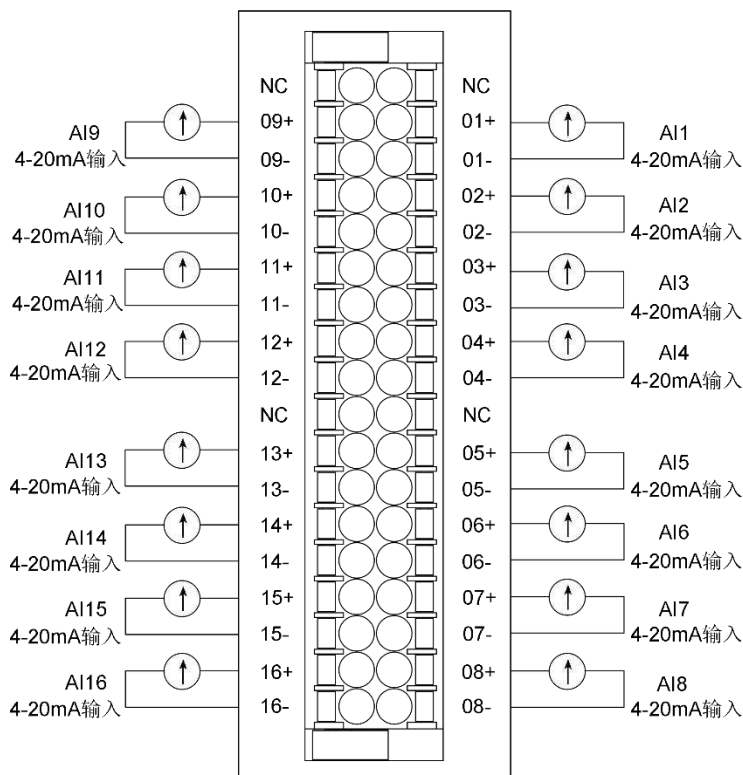 NC
NC
AI9
4-20mA输入
09+
09-
01+
01-
AI1
4-20mA输入
AI10
4-20mA输入
10+
10-
02+
02-
AI2
4-20mA输入
AI11
4-20mA输入
11+
11-
03+
03-
AI3
4-20mA输入
AI12
4-20mA输入
12+
12-
04+
04-
AI4
4-20mA输入
NC
NC
AI13
4-20mA输入
13+
13-
05+
05-
AI5
4-20mA输入
AI14
4-20mA输入
14+
14-
06+
06-
AI6
4-20mA输入
AI15
4-20mA输入
15+
15-
07+
07-
AI7
4-20mA输入
AI16
4-20mA输入
16+
16-
08+
08-
AI8
4-20mA输入